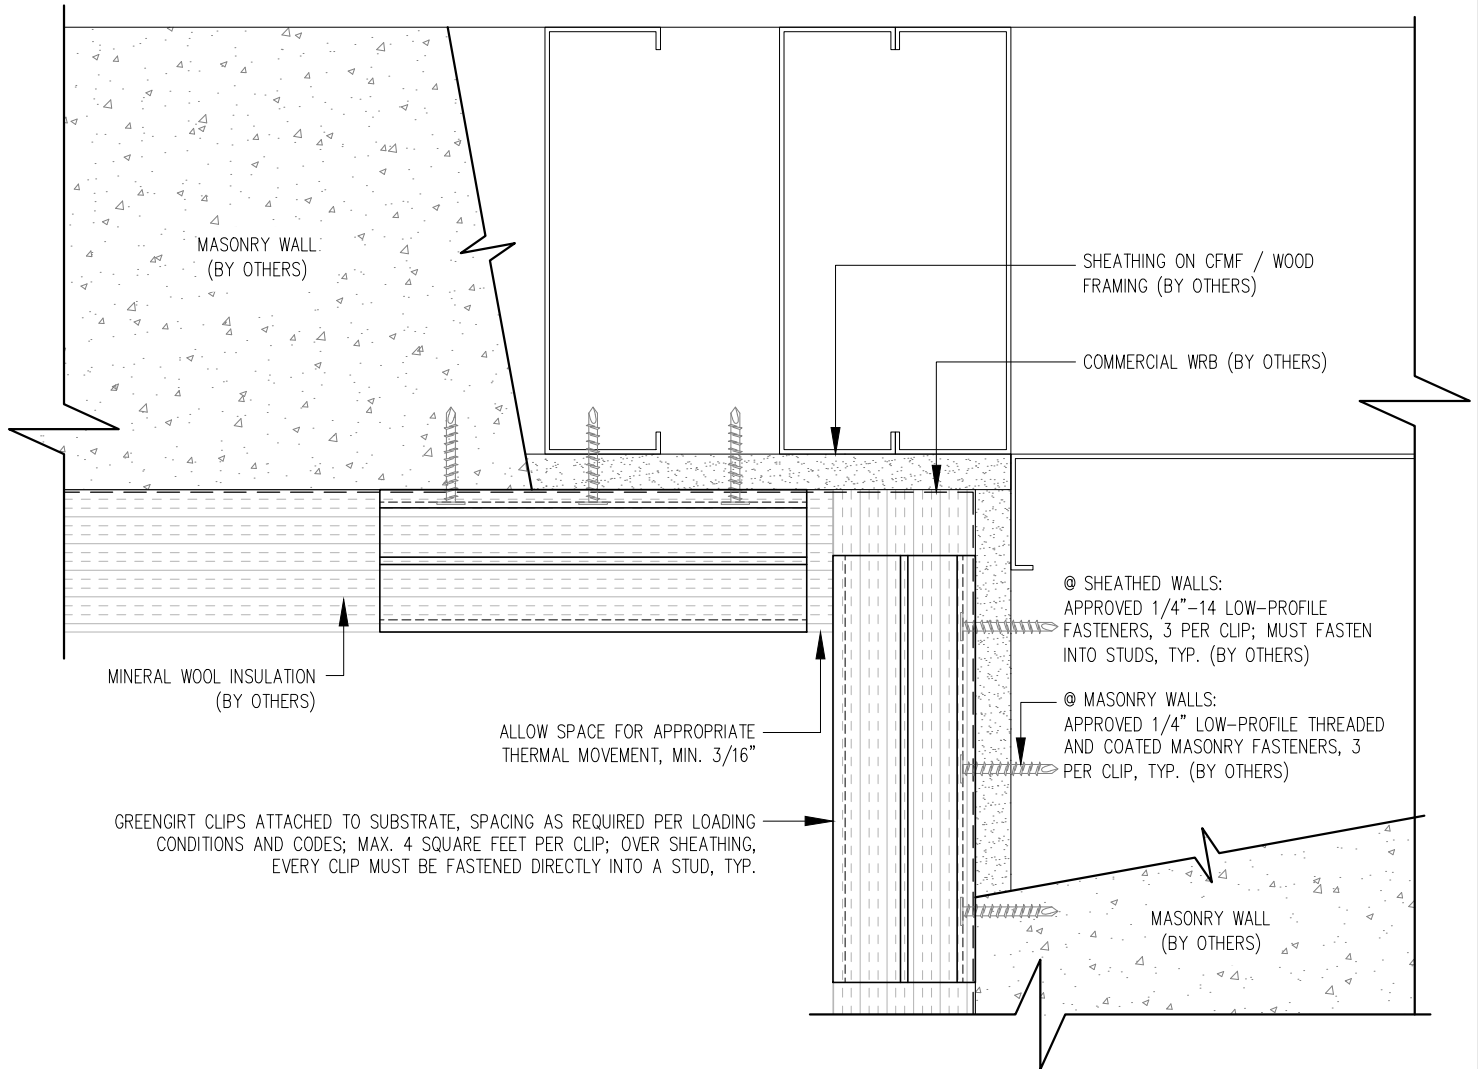 MASONRY WALL
(BY OTHERS)
SHEATHING ON CFMF / WOOD
FRAMING (BY OTHERS)
COMMERCIAL WRB (BY OTHERS)
@ SHEATHED WALLS:
APPROVED 1/4"-14 LOW-PROFILE
FASTENERS, 3 PER CLIP; MUST FASTEN
INTO STUDS, TYP. (BY OTHERS)
MINERAL WOOL INSULATION
(BY OTHERS)
@ MASONRY WALLS:
APPROVED 1/4" LOW-PROFILE THREADED
AND COATED MASONRY FASTENERS, 3
PER CLIP, TYP. (BY OTHERS)
ALLOW SPACE FOR APPROPRIATE
THERMAL MOVEMENT, MIN. 3/16"
GREENGIRT CLIPS ATTACHED TO SUBSTRATE, SPACING AS REQUIRED PER LOADING
CONDITIONS AND CODES; MAX. 4 SQUARE FEET PER CLIP; OVER SHEATHING,
EVERY CLIP MUST BE FASTENED DIRECTLY INTO A STUD, TYP.
MASONRY WALL
(BY OTHERS)